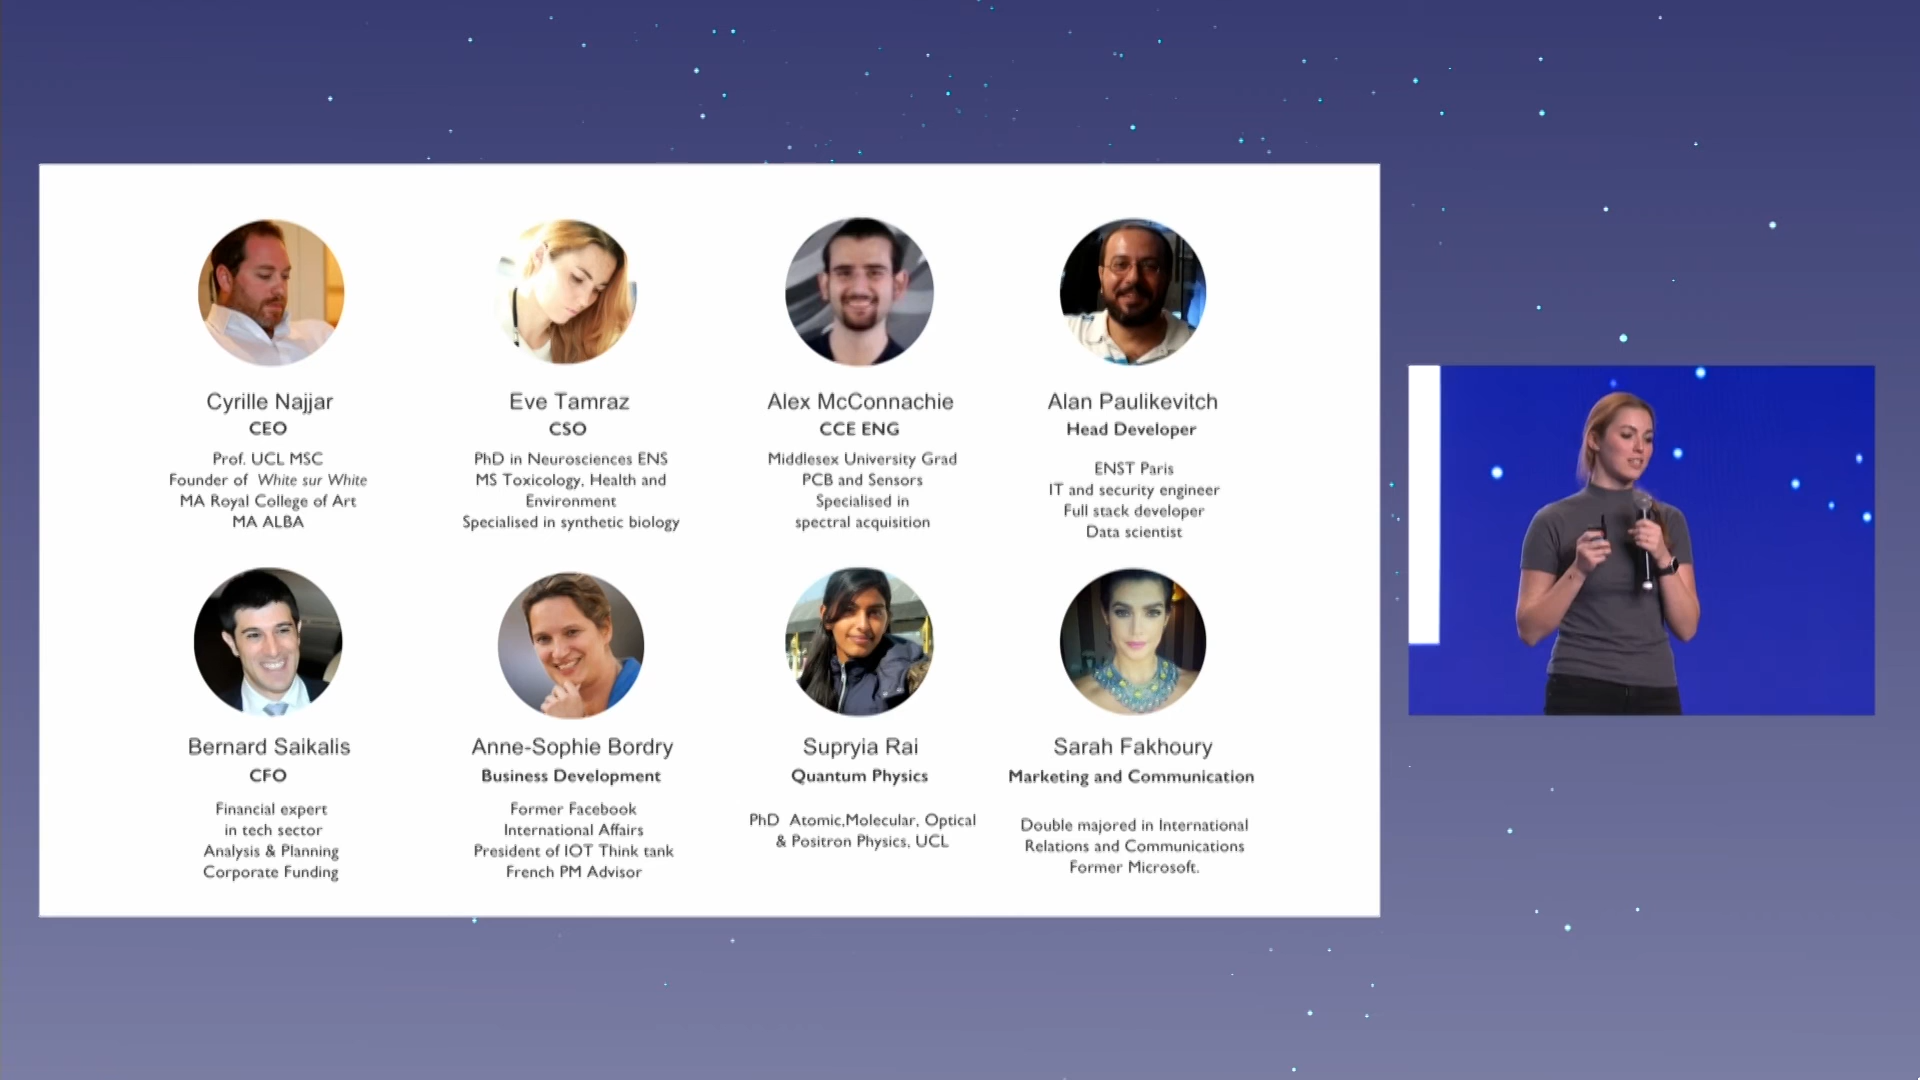 Cyrille Najjar
CEO
Prof. UCL MSC
Founder of White sur White
MA Royal College of Art
MA ALBA
Eve Tamraz
CSO
PhD in Neurosciences ENS
MS Toxicology, Health and
Environment
Specialised in synthetic biology
Alex McConnachie
CCE ENG
Middlesex University Grad
PCB and Sensors
Specialised in
spectral acquisition
Alan Paulikevitch
Head Developer
ENST Paris
IT and security engineer
Full stack developer
Data scientist
Bernard Saikalis
CFO
Financial expert
in tech sector
Analysis & Planning
Corporate Funding
Anne-Sophie Bordry
Business Development
Former Facebook
International Affairs
President of IOT Think tank
French PM Advisor
Supryia Rai
Quantum Physics
PhD Atomic,Molecular, Optical
& Positron Physics, UCL
Sarah Fakhoury
Marketing and Communication
Double majored in International
Relations and Communications
Former Microsoft.